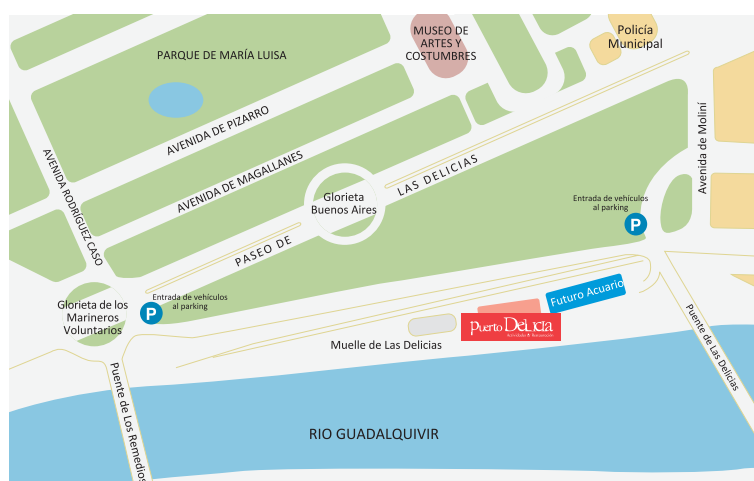 PARQUE DE MARÍA LUISA
MUSEO DE
ARTES Y
COSTUMBRES
Policía
Municipal
AVENIDA DE PIZARRO
AVENIDA DE MAGALLANES
AVENIDA RODRÍGUEZ CASO
Avenida de Moliní
LAS DELICIAS
Glorieta
Buenos Aires
PASEO DE
Entrada de vehículos
al parking
P
Glorieta de los
Marineros
Voluntarios
Entrada de vehículos
al parking
P
Futuro Acuario
Puerto DELICIA
Muelle de Las Delicias
Puente de Las Delicias
Puente de Los Remedios
RIO GUADALQUIVIR